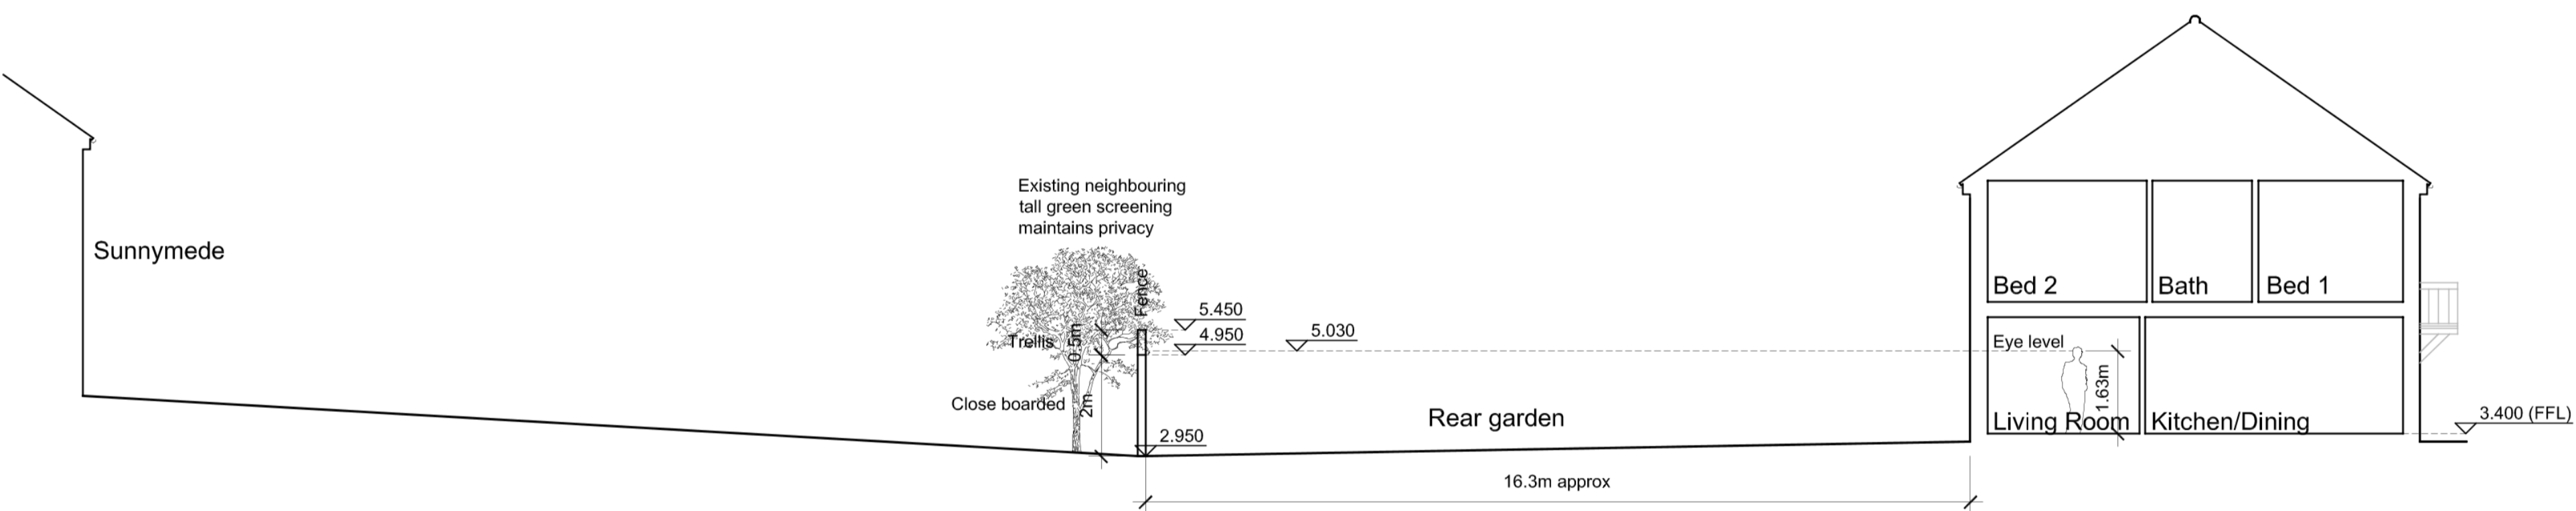 Sunnymede
Existing neighbouring
tall green screening
maintains privacy
Fence
Trellis
0.5m
Close boarded
2m
5.450
4.950
5.030
2.950
Rear garden
16.3m approx
Bed 2
Bath
Bed 1
Eye level
1.63m
Living Room
Kitchen/Dining
3.400 (FFL)